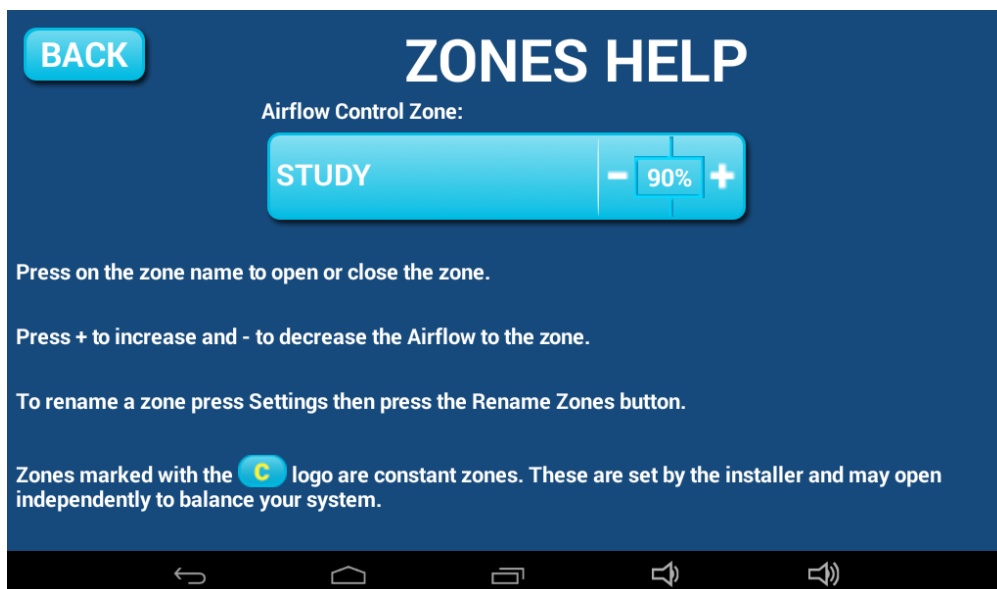 BACK
ZONES HELP
Airflow Control Zone:
STUDY
- 90% +
Press on the zone name to open or close the zone.
Press + to increase and - to decrease the Airflow to the zone.
To rename a zone press Settings then press the Rename Zones button.
Zones marked with the C logo are constant zones. These are set by the installer and may open
independently to balance your system.